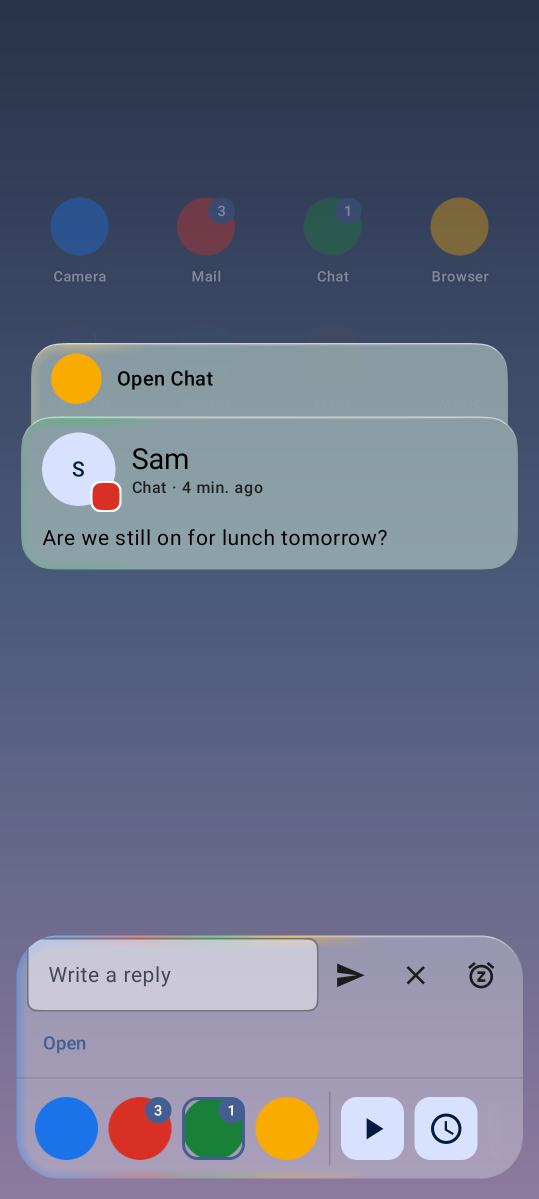 3
1
Camera
Mail
Chat
Browser
Open Chat
S
Sam
Chat · 4 min. ago
Are we still on for lunch tomorrow?
Write a reply
z
Open
3
1